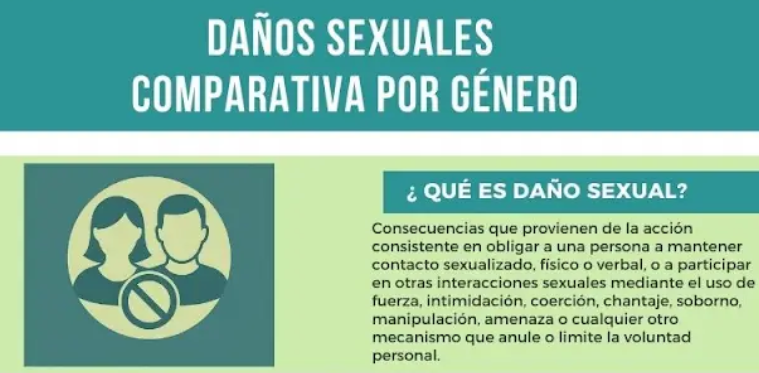 DAÑOS SEXUALES
COMPARATIVA POR GÉNERO
¿ QUÉ ES DAÑO SEXUAL?
Consecuencias que provienen de la acción
consistente en obligar a una persona a mantener
contacto sexualizado, físico o verbal, o a participar
en otras interacciones sexuales mediante el uso de
fuerza, intimidación, coerción, chantaje, soborno,
manipulación, amenaza o cualquier otro
mecanismo que anule o limite la voluntad
personal.